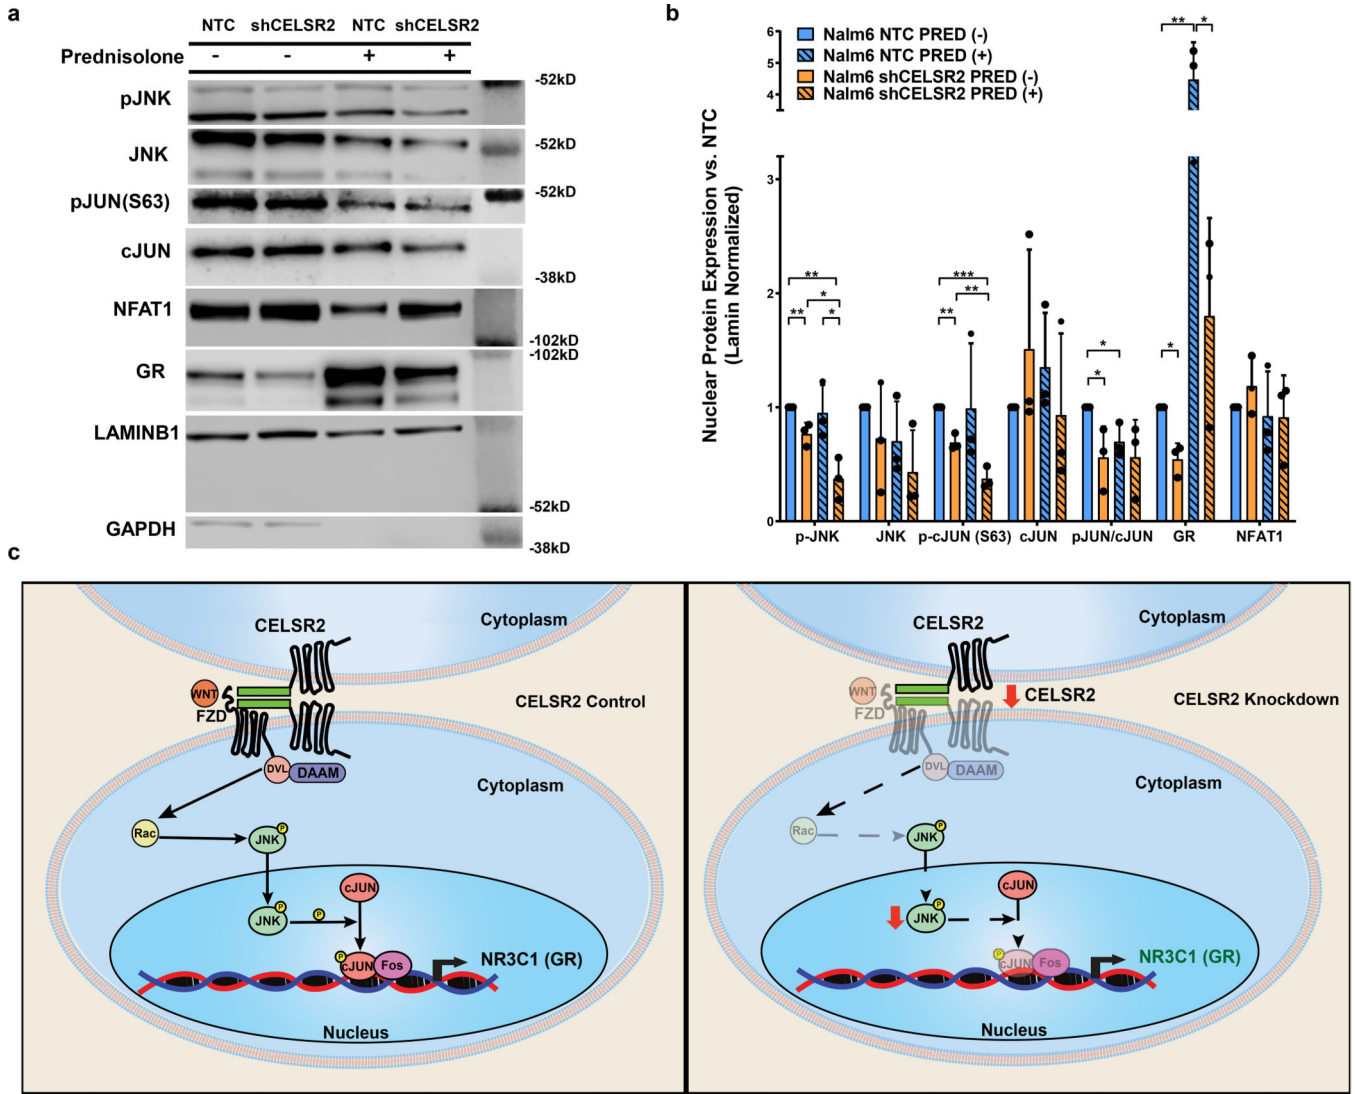 a
NTC shCELSR2 NTC shCELSR2
Prednisolone - - + +
pJNK
-52kD
JNK
-52kD
pJUN(S63)
-52kD
cJUN
-38kD
NFAT1
-102kD
GR
-102kD
LAMINB1
-52kD
GAPDH
-38kD
b
Nuclear Protein Expression vs. NTC
(Lamin Normalized)
6
5
4
3
2
1
0
Nalm6 NTC PRED (-)
Nalm6 NTC PRED (+)
Nalm6 shCELSR2 PRED (-)
Nalm6 shCELSR2 PRED (+)
** *
**
*
** *
***
**
**
*
*
*
p-JNK JNK p-cJUN (S63) cJUN pJUN/cJUN GR NFAT1
c
CELSR2
Cytoplasm
WNT
FZD
CELSR2 Control
DVL DAAM
Cytoplasm
Rac
JNK P
cJUN
JNK P
P
P
cJUN Fos
NR3C1 (GR)
Nucleus
CELSR2
Cytoplasm
WNT
FZD
CELSR2
CELSR2 Knockdown
DVL DAAM
Cytoplasm
Rac
JNK P
cJUN
JNK P
P
cJUN Fos
NR3C1 (GR)
Nucleus